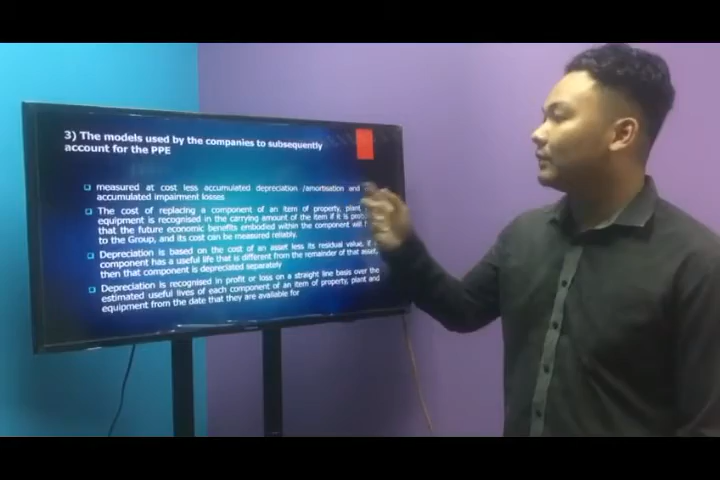 3) The models used by the companies to subsequently
account for the PPE
measured at cost less accumulated depreciation /amortisation and
accumulated impairment losses
The cost of replacing a component of an item of property, plant
equipment is recognised in the carrying amount of the item if it is
that the future economic benefits embodied within the component will
to the Group, and its cost can be measured reliably.
Depreciation is based on the cost of an asset less its residual value,
component has a useful life that is different from the remainder of that asset,
then that component is depreciated separately
Depreciation is recognised in profit or loss on a straight line basis over the
estimated useful lives of each component of an item of property, plant and
equipment from the date that they are available for